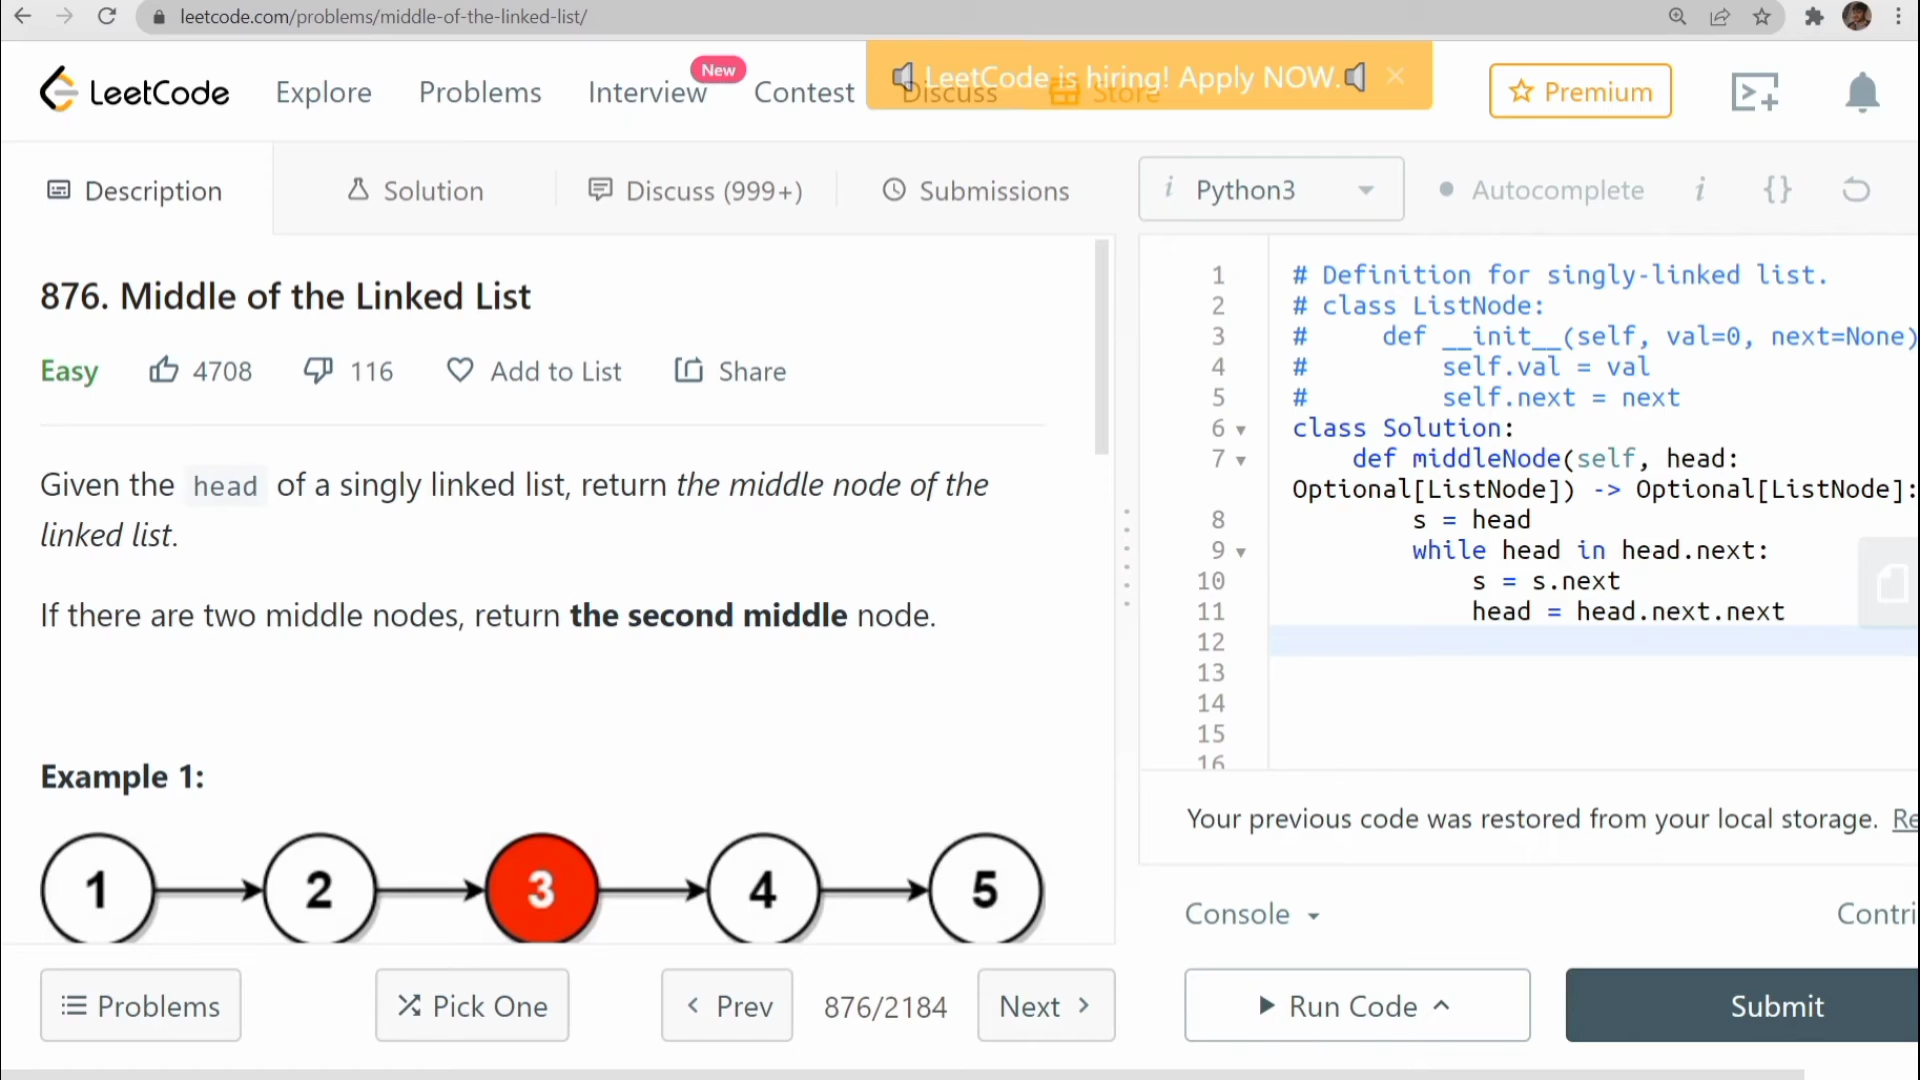 leetcode.com/problems/middle-of-the-linked-list/
LeetCode
Explore
Problems
Interview
New
Contest
Discuss
Store
LeetCode is hiring! Apply NOW.
Premium
Description
Solution
Discuss (999+)
Submissions
i Python3
Autocomplete
i {}
876. Middle of the Linked List
Easy
4708
116
Add to List
Share
Given the head of a singly linked list, return the middle node of the
linked list.
If there are two middle nodes, return the second middle node.
Example 1:
1 2 3 4 5
Problems
Pick One
Prev
876/2184
Next
1 # Definition for singly-linked list.
2 # class ListNode:
3 #     def __init__(self, val=0, next=None)
4 #         self.val = val
5 #         self.next = next
6 class Solution:
7     def middleNode(self, head:
Optional[ListNode]) -> Optional[ListNode]:
8         s = head
9         while head in head.next:
10             s = s.next
11             head = head.next.next
12
13
14
15
16
Your previous code was restored from your local storage. Re
Console
Contri
Run Code
Submit